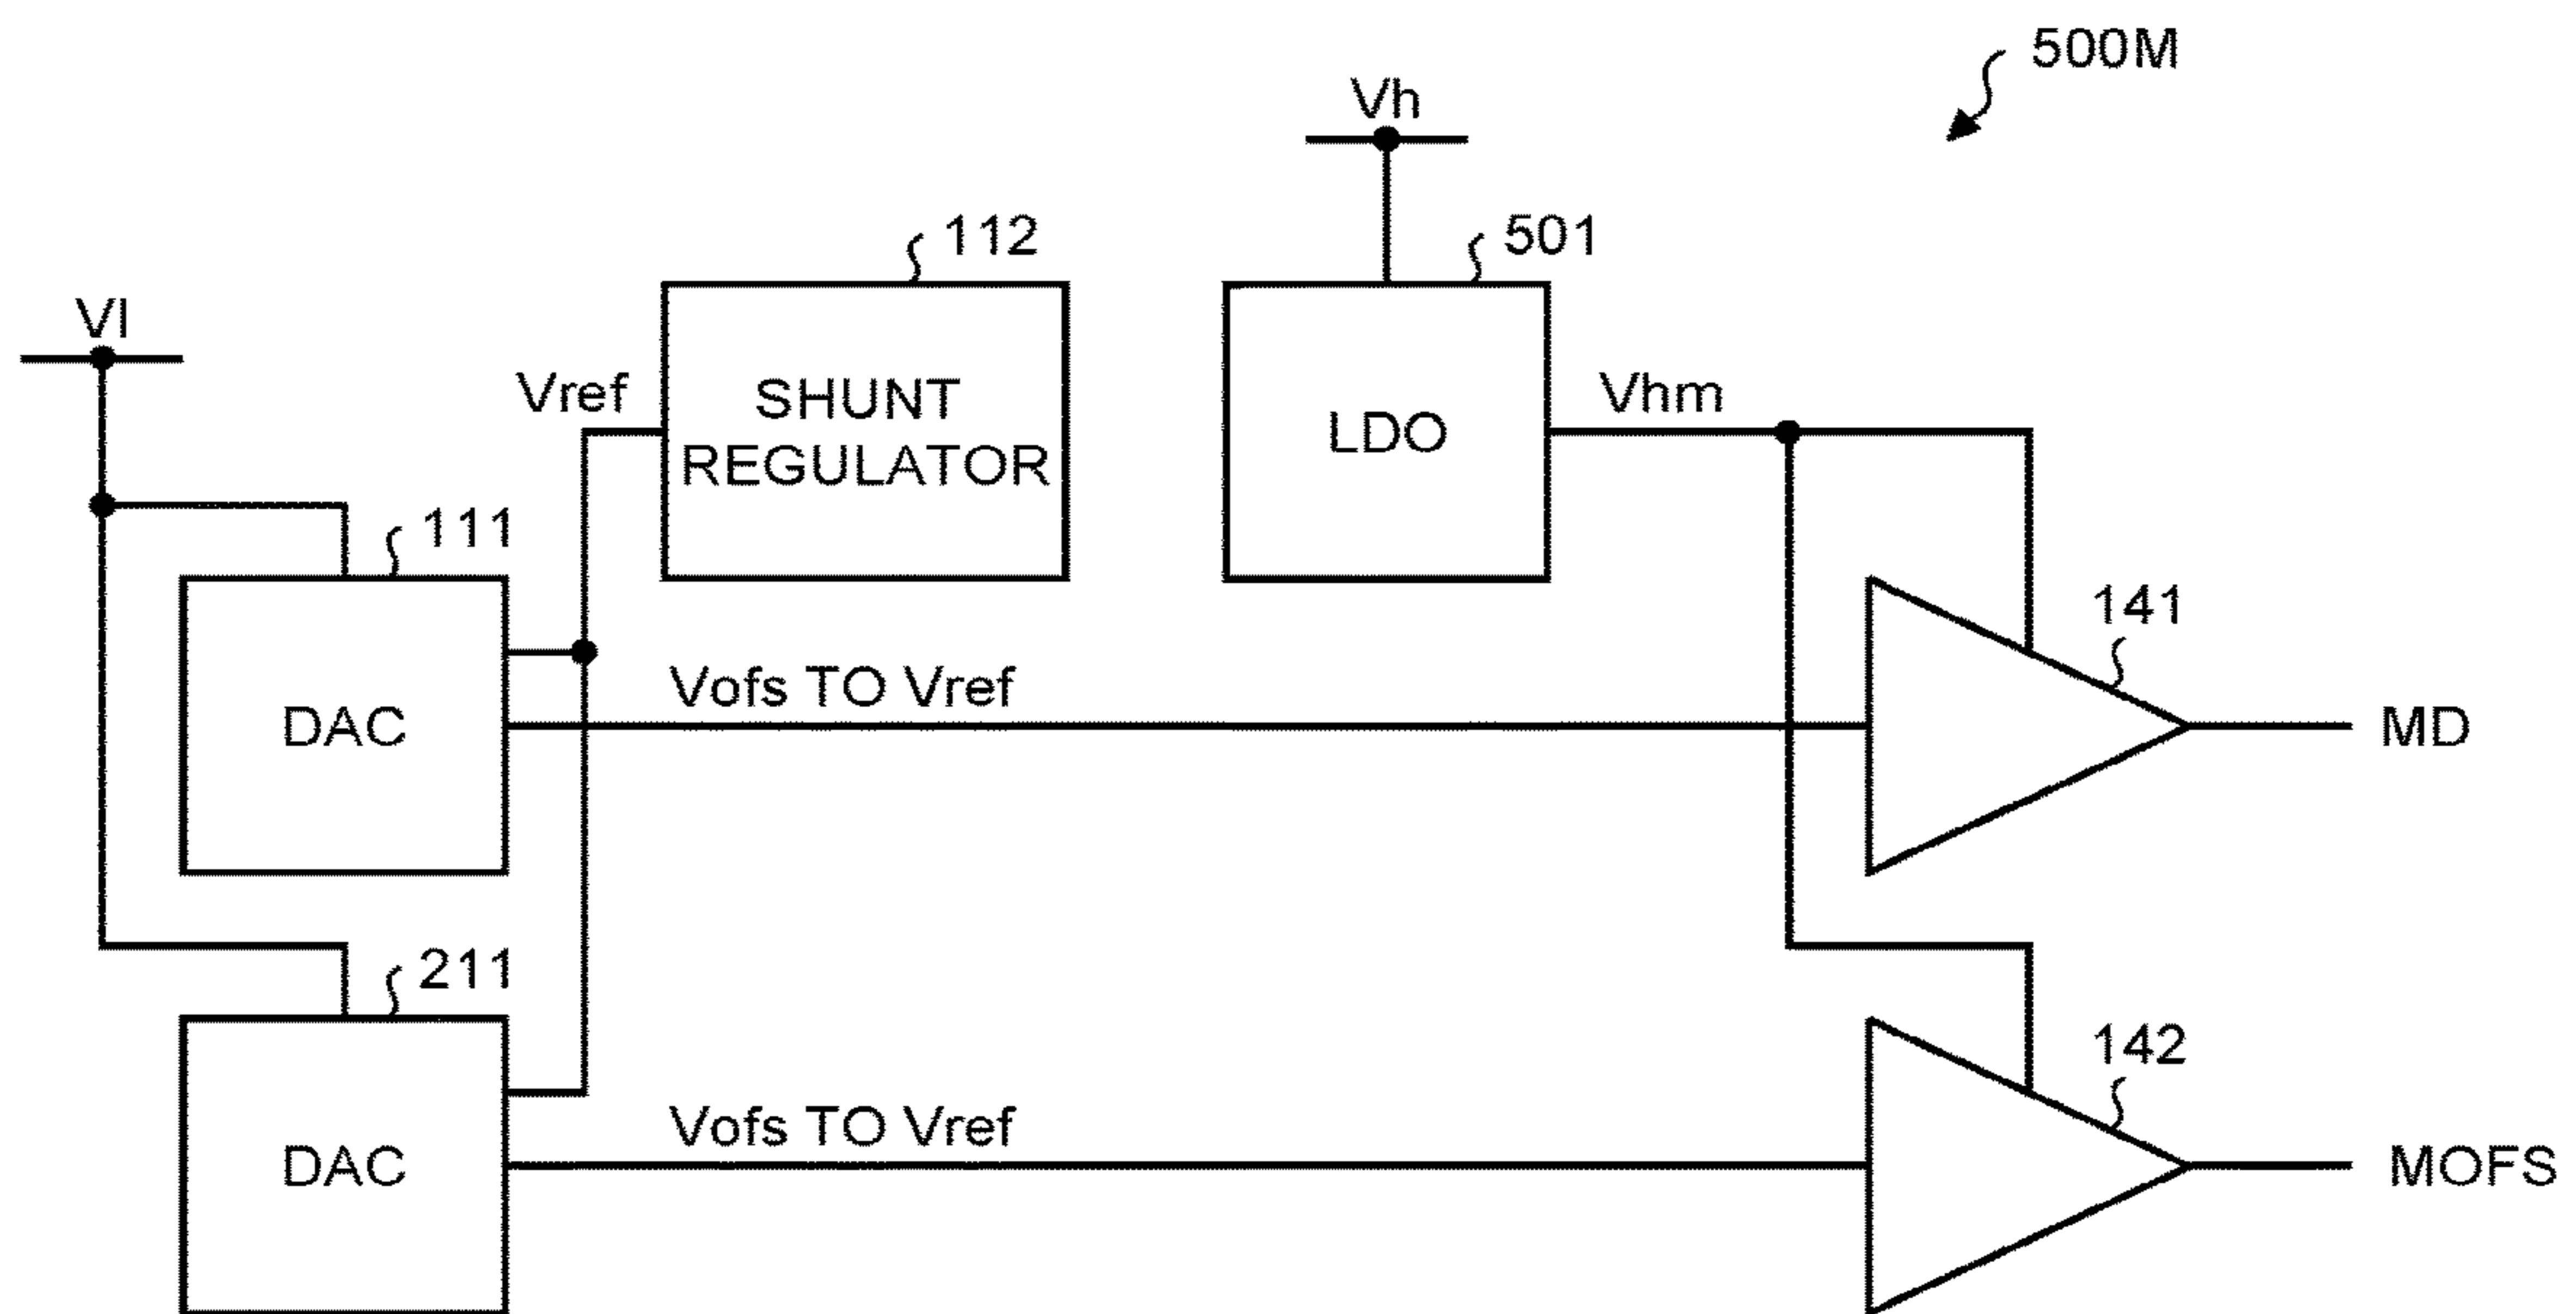 500M
Vh
112
501
Vl
Vref
SHUNT
REGULATOR
LDO
Vhm
111
141
Vofs TO Vref
DAC
MD
211
142
Vofs TO Vref
DAC
MOFS